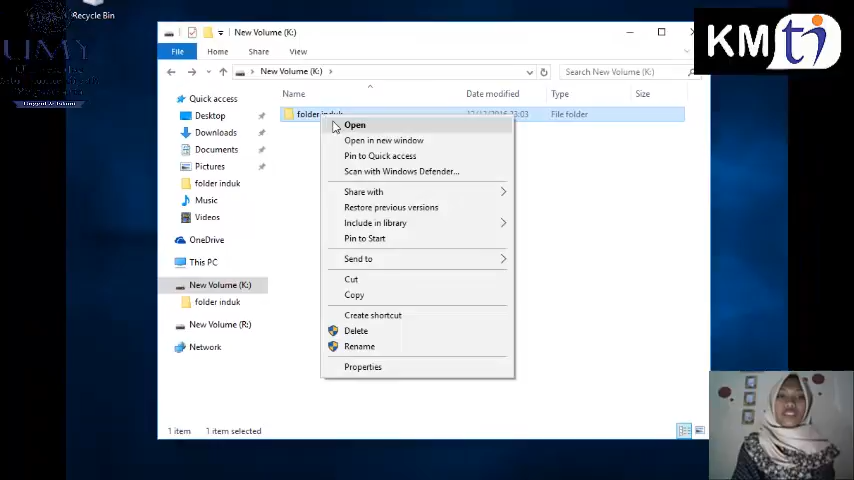 Recycle Bin
New Volume (K:)
KMti
File
Home
Share
View
New Volume (K:)
Search New Volume (K:)
Name
Date modified
Type
Size
Quick access
Desktop
Downloads
Documents
Pictures
folder induk
Music
Videos
OneDrive
This PC
New Volume (K:)
folder induk
New Volume (R:)
Network
folder induk
23:03
File folder
Open
Open in new window
Pin to Quick access
Scan with Windows Defender...
Share with
Restore previous versions
Include in library
Pin to Start
Send to
Cut
Copy
Create shortcut
Delete
Rename
Properties
1 item
1 item selected
UMY